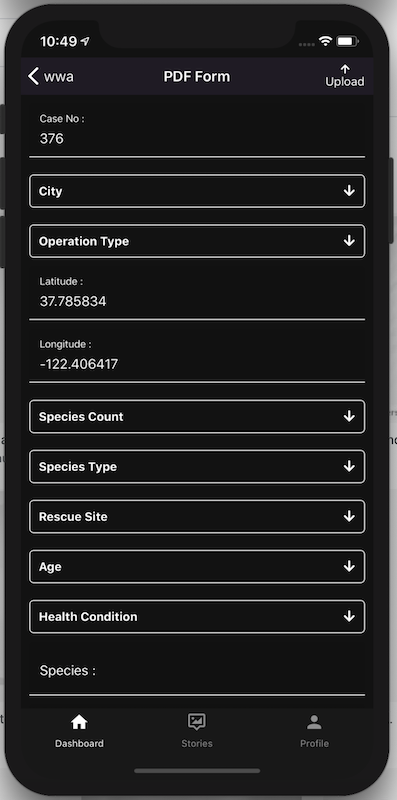 10:49
wwa
PDF Form
Upload
Case No :
376
City
Operation Type
Latitude :
37.785834
Longitude :
-122.406417
Species Count
Species Type
Rescue Site
Age
Health Condition
Species :
Dashboard
Stories
Profile